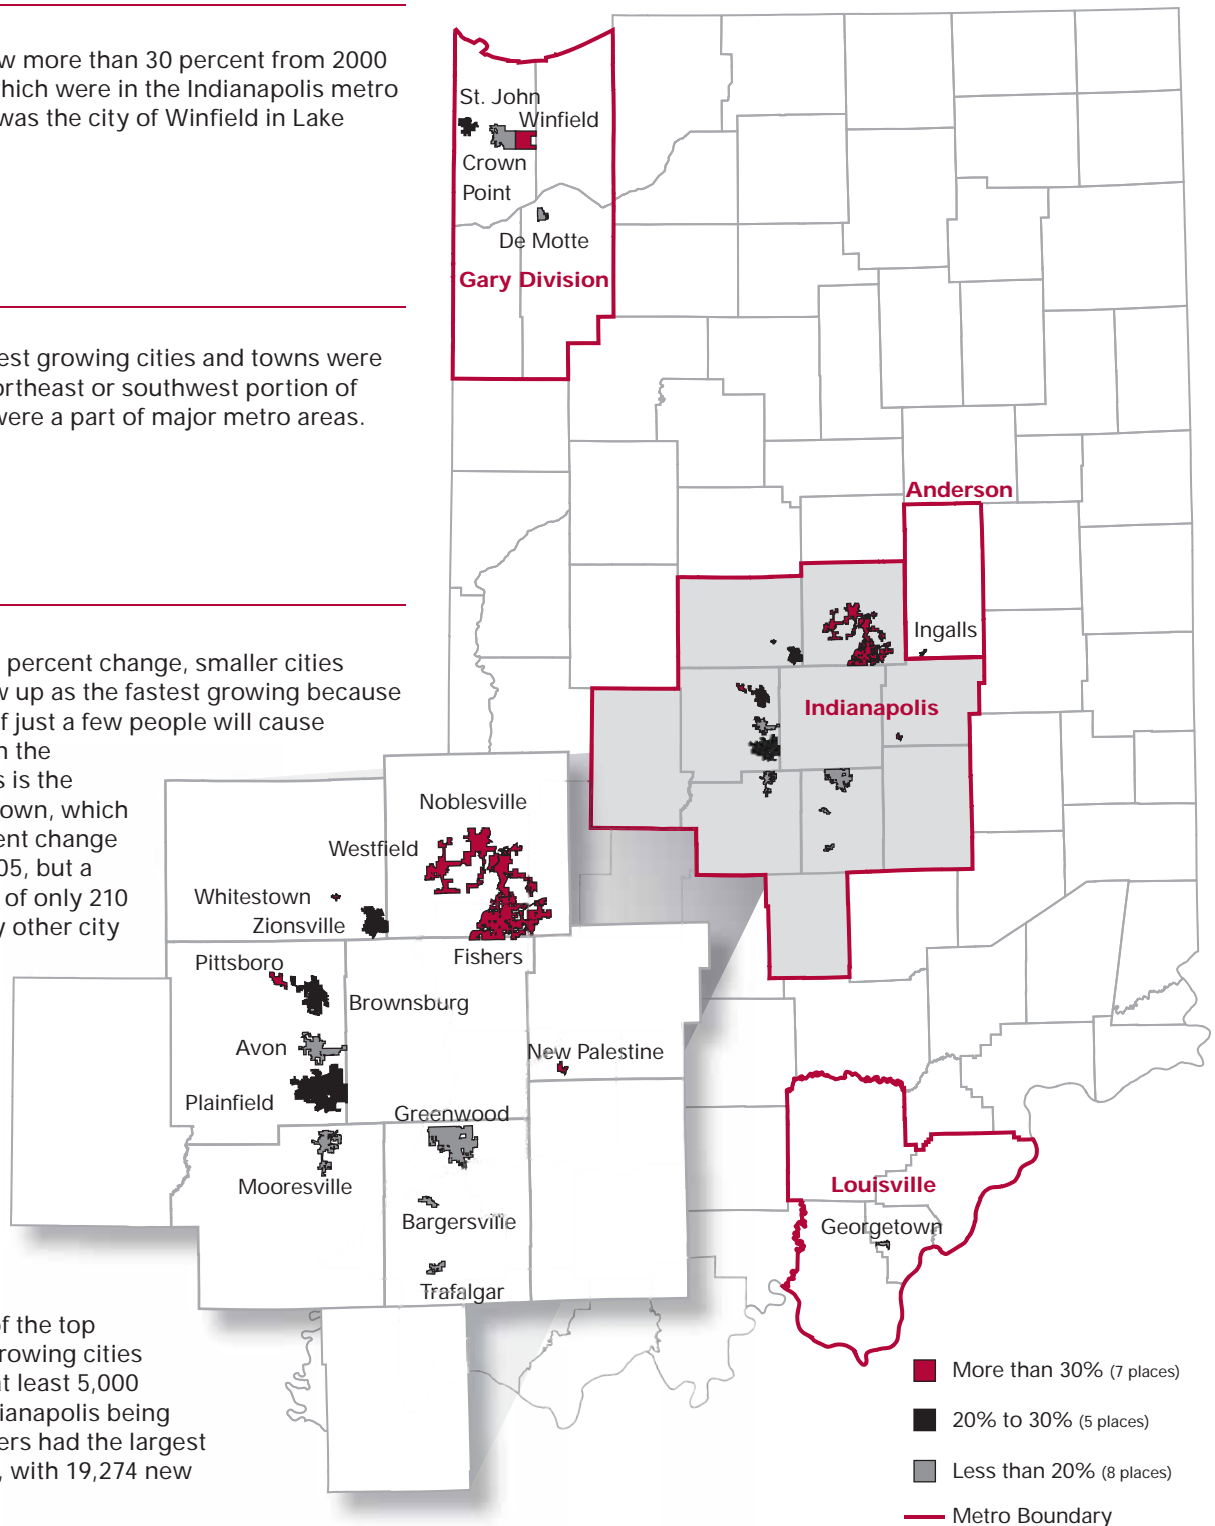 w more than 30 percent from 2000
hich were in the Indianapolis metro
was the city of Winfield in Lake
est growing cities and towns were
ortheast or southwest portion of
were a part of major metro areas.
percent change, smaller cities
w up as the fastest growing because
f just a few people will cause
n the
s is the
own, which
ent change
05, but a
of only 210
y other city
of the top
rowing cities
at least 5,000
dianapolis being
ers had the largest
, with 19,274 new
St. John
Winfield
Crown
Point
De Motte
Gary Division
Anderson
Ingalls
Indianapolis
Noblesville
Westfield
Whitestown
Zionsville
Fishers
Pittsboro
Brownsburg
Avon
New Palestine
Plainfield
Greenwood
Mooresville
Bargersville
Trafalgar
Louisville
Georgetown
More than 30% (7 places)
20% to 30% (5 places)
Less than 20% (8 places)
Metro Boundary